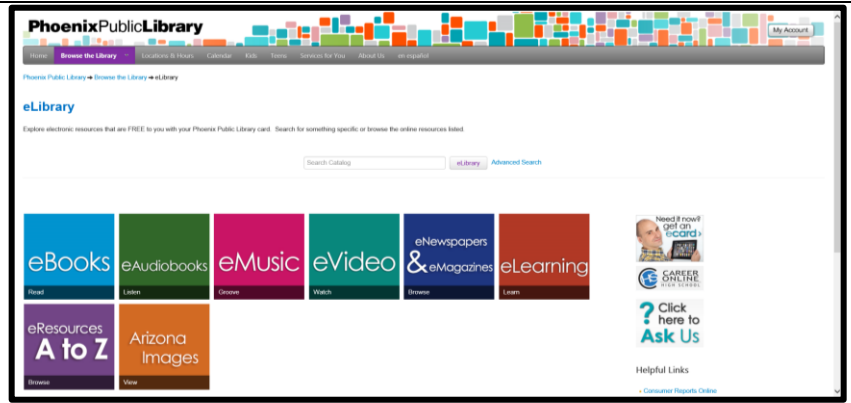 PhoenixPublicLibrary
My Account
Home Browse the Library Locations & Hours Calendar Kids Teens Services for You About Us en español
Phoenix Public Library → Browse the Library → eLibrary
eLibrary
Explore electronic resources that are FREE to you with your Phoenix Public Library card. Search for something specific or browse the online resources listed.
Search Catalog eLibrary Advanced Search
eBooks
Read
eAudiobooks
Listen
eMusic
Groove
eVideo
Watch
eNewspapers
& eMagazines
Browse
eLearning
Learn
eResources
A to Z
Browse
Arizona
Images
View
Need it now?
get an
ecard>
CAREER
ONLINE
HIGH SCHOOL
? Click
here to
Ask Us
Helpful Links
Consumer Reports Online